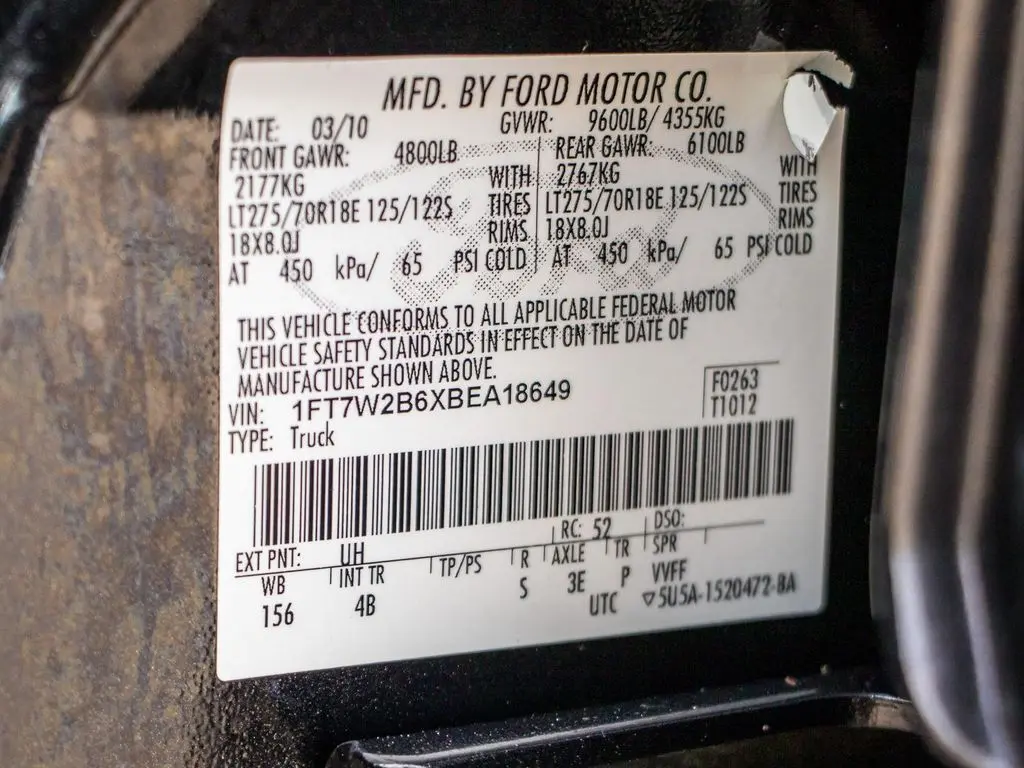 MFD. BY FORD MOTOR CO.
DATE: 03/10 GVWR: 9600LB/ 4355KG
FRONT GAWR: 4800LB REAR GAWR: 6100LB
2177KG WITH 2767KG WITH
LT275/70R18E 125/122S TIRES LT275/70R18E 125/122S TIRES
18X8.0J RIMS 18X8.0J RIMS
AT 450 kPa/ 65 PSI COLD AT 450 kPa/ 65 PSI COLD
THIS VEHICLE CONFORMS TO ALL APPLICABLE FEDERAL MOTOR
VEHICLE SAFETY STANDARDS IN EFFECT ON THE DATE OF
MANUFACTURE SHOWN ABOVE.
VIN: 1FT7W2B6XBEA18649 F0263
TYPE: Truck T1012
EXT PNT: UH RC: 52 DSO:
WB INT TR TP/PS R AXLE TR SPR
156 4B S 3E P VVFF
UTC ▽5U5A-1520472-BA